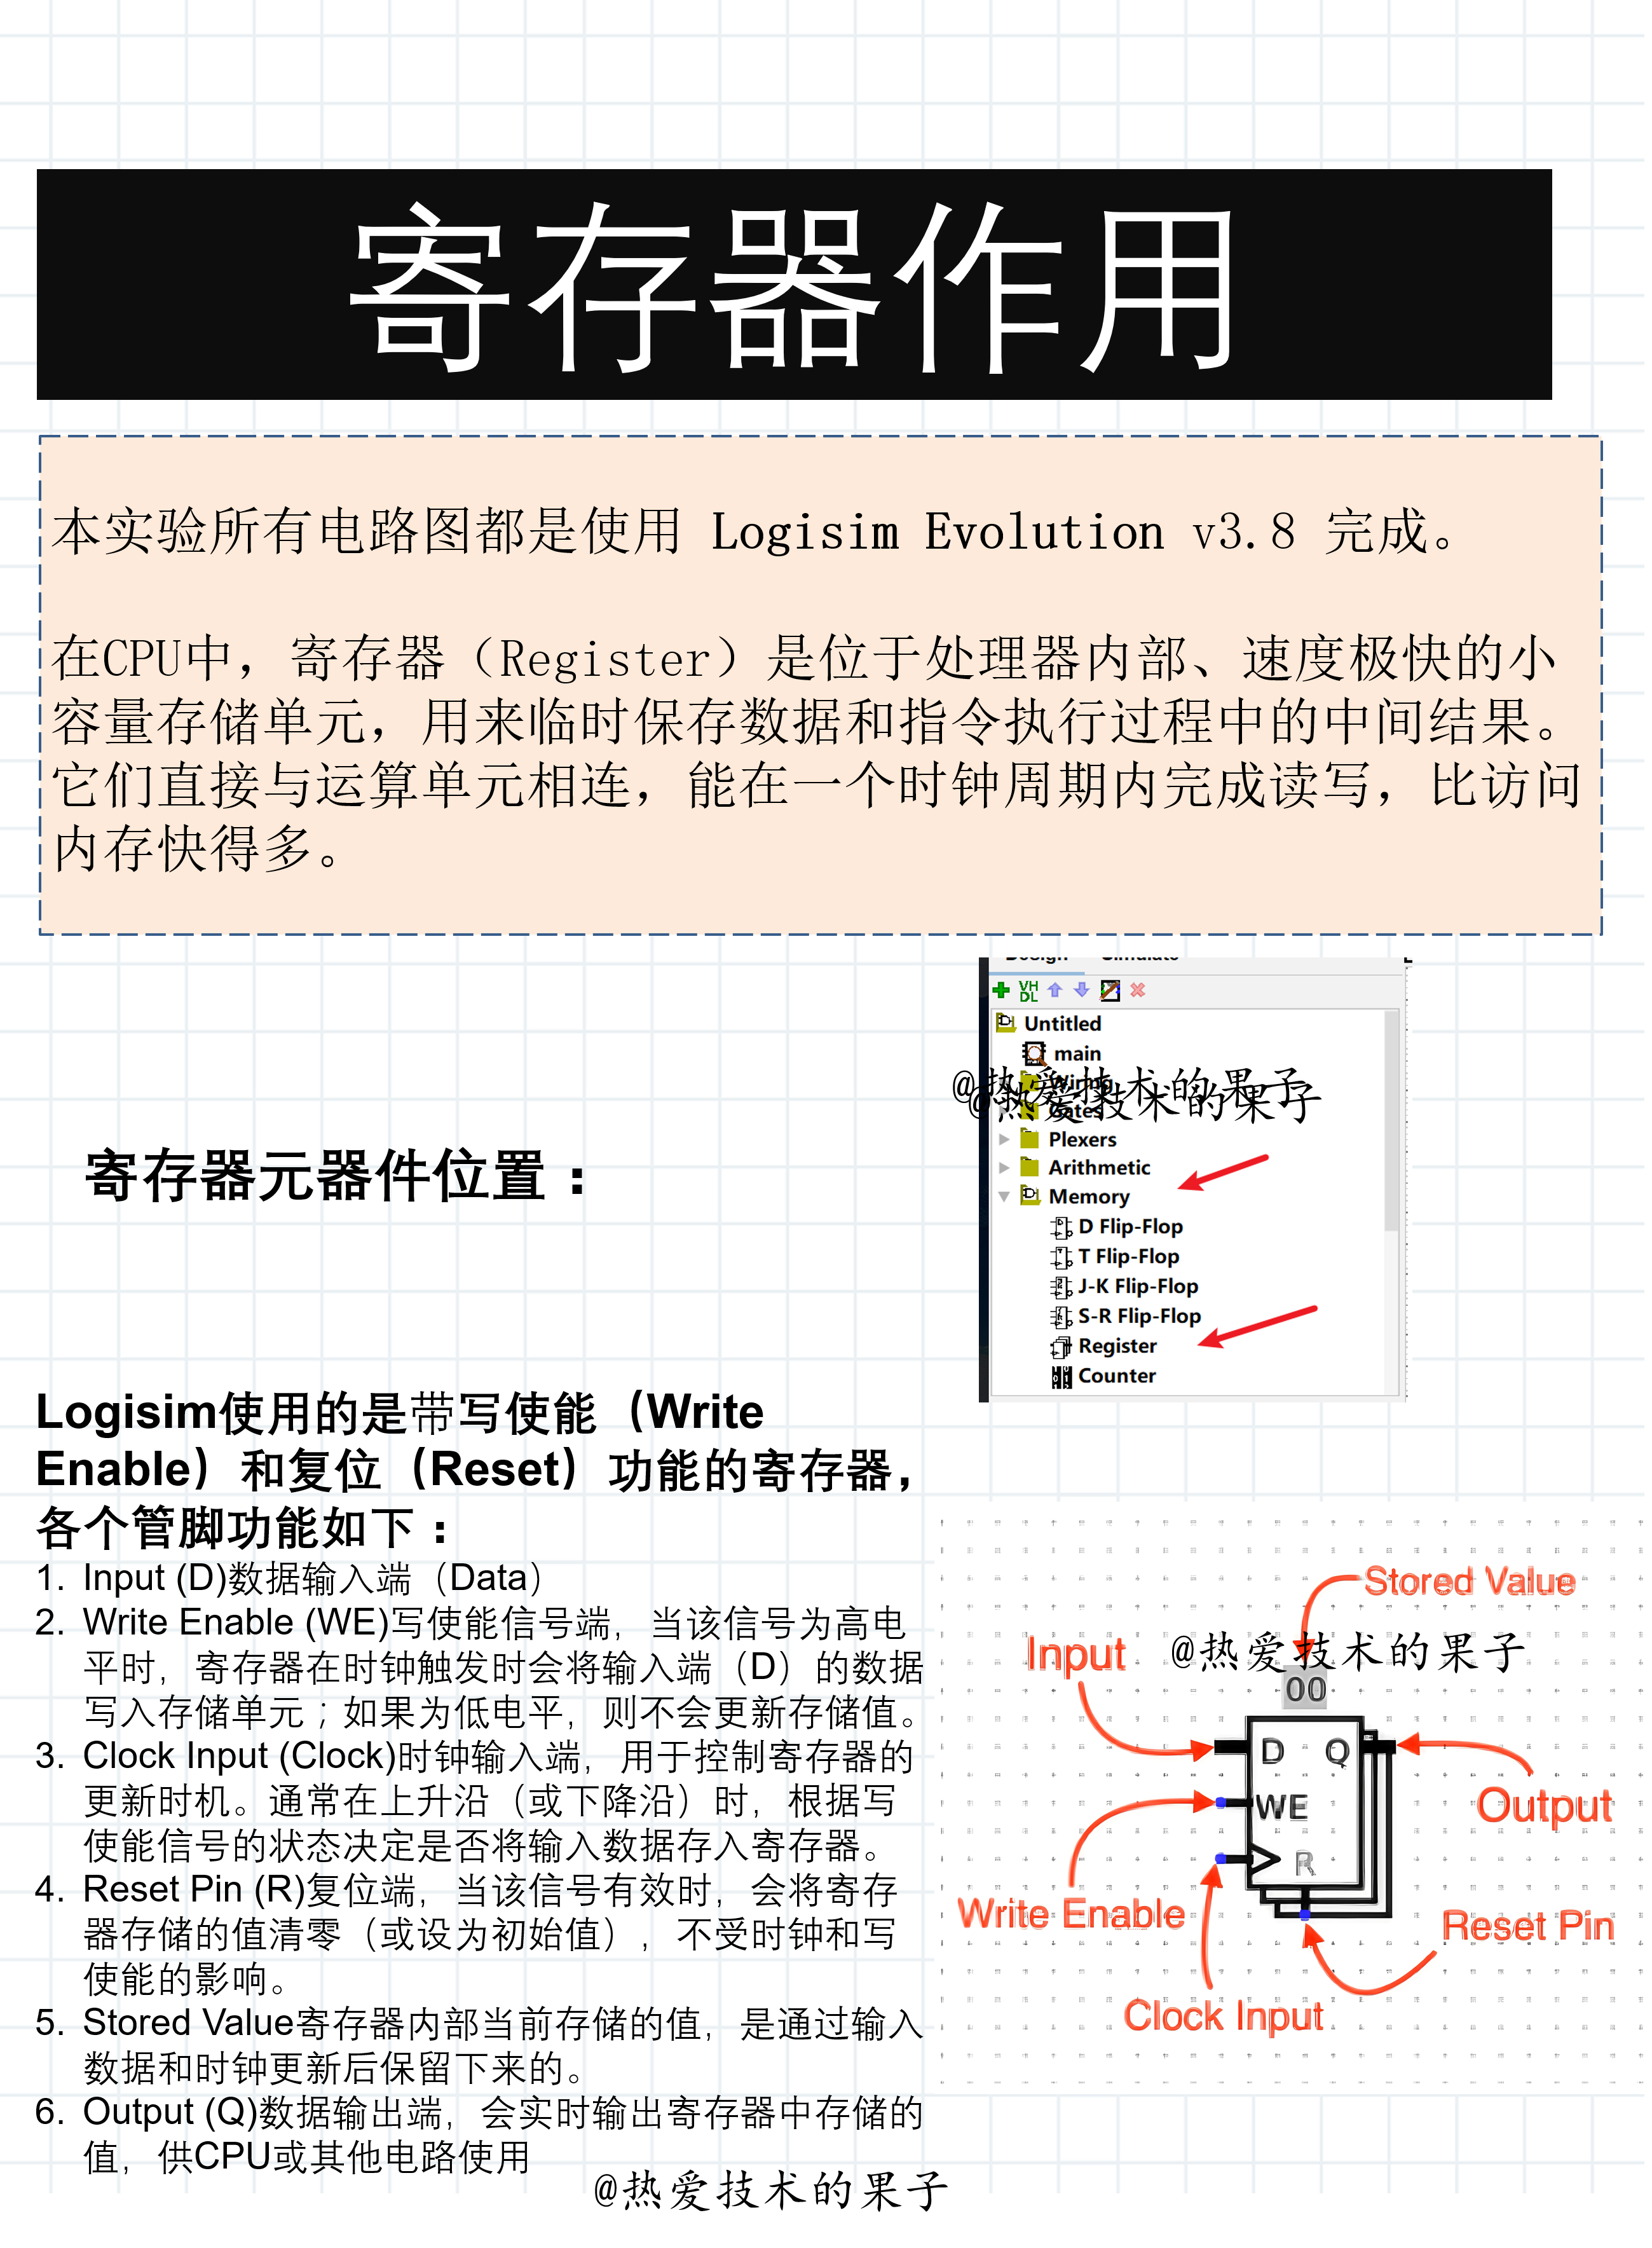 寄存器作用
本实验所有电路图都是使用 Logisim Evolution v3.8 完成。
在CPU中，寄存器（Register）是位于处理器内部、速度极快的小
容量存储单元，用来临时保存数据和指令执行过程中的中间结果。
它们直接与运算单元相连，能在一个时钟周期内完成读写，比访问
内存快得多。
寄存器元器件位置：
Design Simulate
VHDL
Untitled
main
Wiring
Gates
@热爱技术的果子
@热爱技术的果子
Plexers
Arithmetic
Memory
D Flip-Flop
T Flip-Flop
J-K Flip-Flop
S-R Flip-Flop
Register
Counter
Logisim使用的是带写使能（Write
Enable）和复位（Reset）功能的寄存器，
各个管脚功能如下：
1. Input (D)数据输入端（Data）
2. Write Enable (WE)写使能信号端，当该信号为高电
平时，寄存器在时钟触发时会将输入端（D）的数据
写入存储单元；如果为低电平，则不会更新存储值。
3. Clock Input (Clock)时钟输入端，用于控制寄存器的
更新时机。通常在上升沿（或下降沿）时，根据写
使能信号的状态决定是否将输入数据存入寄存器。
4. Reset Pin (R)复位端，当该信号有效时，会将寄存
器存储的值清零（或设为初始值），不受时钟和写
使能的影响。
5. Stored Value寄存器内部当前存储的值，是通过输入
数据和时钟更新后保留下来的。
6. Output (Q)数据输出端，会实时输出寄存器中存储的
值，供CPU或其他电路使用
Stored Value
Input
@热爱技术的果子
00
D Q
WE
R
Output
Write Enable
Reset Pin
Clock Input
@热爱技术的果子